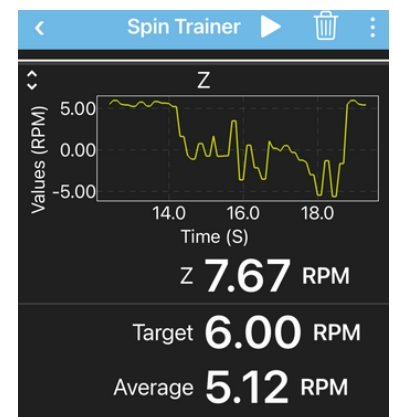 Spin Trainer
Z
Values (RPM)
5.00
0.00
-5.00
14.0 16.0 18.0
Time (S)
Z 7.67 RPM
Target 6.00 RPM
Average 5.12 RPM